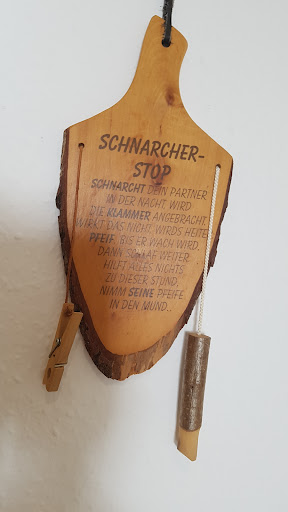 SCHNARCHER-
STOP
SCHNARCHT DEIN PARTNER
IN DER NACHT WIRD
DIE KLAMMER ANGEBRACHT,
WIRKT DAS NICHT, WIRDS HEITER
PFEIF, BIS ER WACH WIRD,
DANN SCHLAF WEITER
HILFT ALLES NICHTS
ZU DIESER STUND,
NIMM SEINE PFEIFE
IN DEN MUND..